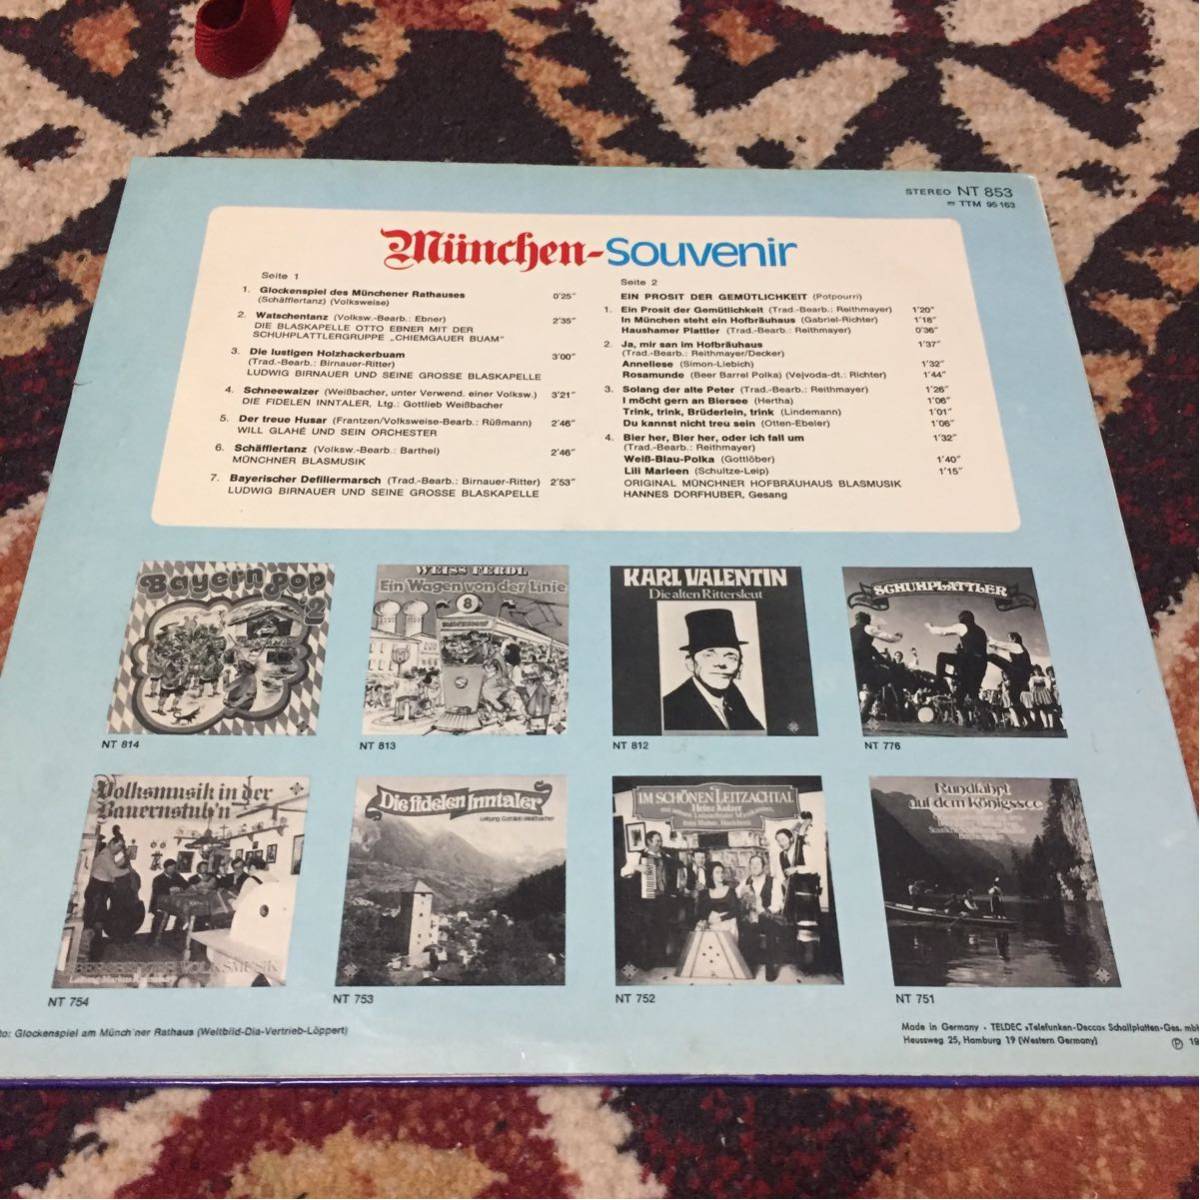 STEREO NT 853
TTM 95163
München-Souvenir
Seite 1
1. Glockenspiel des Münchener Rathauses 0'25"
(Schäfflertanz) (Volksweise)
2. Watschentanz (Volksw.-Bearb.: Ebner) 2'35"
DIE BLASKAPELLE OTTO EBNER MIT DER
SCHUHPLATTLERGRUPPE „CHIEMGAUER BUAM"
3. Die lustigen Holzhackerbuam 3'00"
(Trad.-Bearb.: Birnauer-Ritter)
LUDWIG BIRNAUER UND SEINE GROSSE BLASKAPELLE
4. Schneewalzer (Weißbacher, unter Verwend. einer Volksw.) 3'21"
DIE FIDELEN INNTALER, Ltg.: Gottlieb Weißbacher
5. Der treue Husar (Frantzen/Volksweise-Bearb.: Rüßmann) 2'46"
WILL GLAHÉ UND SEIN ORCHESTER
6. Schäfflertanz (Volksw.-Bearb.: Barthel) 2'46"
MÜNCHNER BLASMUSIK
7. Bayerischer Defiliermarsch (Trad.-Bearb.: Birnauer-Ritter) 2'53"
LUDWIG BIRNAUER UND SEINE GROSSE BLASKAPELLE
Seite 2
EIN PROSIT DER GEMÜTLICHKEIT (Potpourri)
1. Ein Prosit der Gemütlichkeit (Trad.-Bearb.: Reithmayer) 1'20"
In München steht ein Hofbräuhaus (Gabriel-Richter) 1'18"
Haushamer Plattler (Trad.-Bearb.: Reithmayer) 0'36"
2. Ja, mir san im Hofbräuhaus 1'37"
(Trad.-Bearb.: Reithmayer/Decker)
Anneliese (Simon-Liebich) 1'32"
Rosamunde (Beer Barrel Polka) (Vejvoda-dt.: Richter) 1'44"
3. Solang der alte Peter (Trad.-Bearb.: Reithmayer) 1'26"
I möcht gern an Biersee (Hertha) 1'06"
Trink, trink, Brüderlein, trink (Lindemann) 1'01"
Du kannst nicht treu sein (Otten-Ebeler) 1'06"
4. Bier her, Bier her, oder ich fall um 1'32"
(Trad.-Bearb.: Reithmayer)
Weiß-Blau-Polka (Gottlöber) 1'40"
Lili Marleen (Schultze-Leip) 1'15"
ORIGINAL MÜNCHNER HOFBRÄUHAUS BLASMUSIK
HANNES DORFHUBER, Gesang
Bayern pop
2
WEISS FERDL
Ein Wagen von der Linie
8
KARL VALENTIN
Die alten Rittersleut
SCHUHPLATTLER
NT 814
NT 813
NT 812
NT 776
Volksmusik in der
Bauernstub'n
VOLKSMUSIK
Die fidelen Inntaler
Leitung: Gottlieb Weißbacher
IM SCHÖNEN LEITZACHTAL
Rundfahrt
auf dem Königssee
NT 754
NT 753
NT 752
NT 751
to: Glockenspiel am Münch'ner Rathaus (Weltbild-Dia-Vertrieb-Löppert)
Made in Germany · TELDEC »Telefunken-Decca« Schallplatten-Ges. mbH
Heussweg 25, Hamburg 19 (Western Germany)
Ⓟ 19